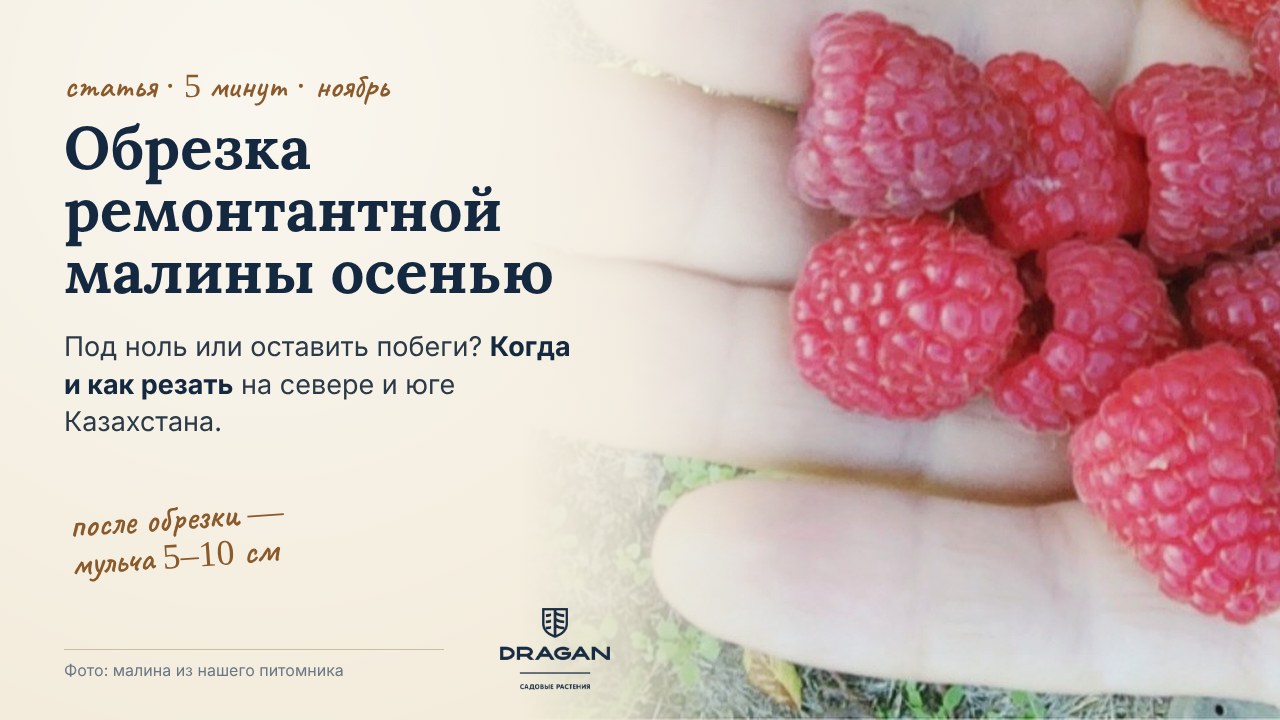 статья · 5 минут · ноябрь
Обрезка
ремонтантной
малины осенью
Под ноль или оставить побеги? Когда
и как резать на севере и юге
Казахстана.
после обрезки —
мульча 5–10 см
Фото: малина из нашего питомника
DRAGAN
САДОВЫЕ РАСТЕНИЯ